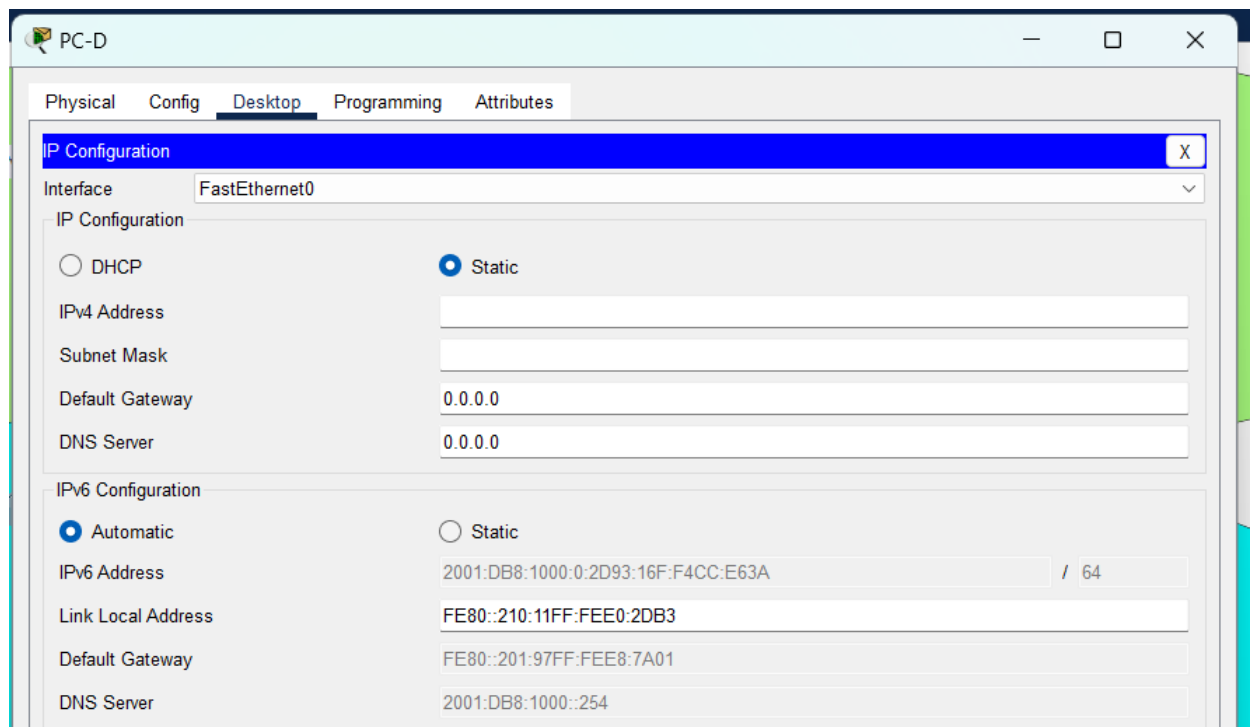 PC-D
Physical Config Desktop Programming Attributes
IP Configuration X
Interface FastEthernet0
IP Configuration
DHCP Static
IPv4 Address
Subnet Mask
Default Gateway 0.0.0.0
DNS Server 0.0.0.0
IPv6 Configuration
Automatic Static
IPv6 Address 2001:DB8:1000:0:2D93:16F:F4CC:E63A / 64
Link Local Address FE80::210:11FF:FEE0:2DB3
Default Gateway FE80::201:97FF:FEE8:7A01
DNS Server 2001:DB8:1000::254